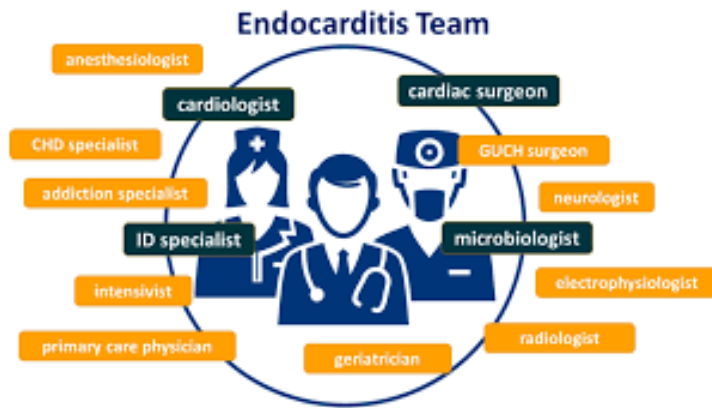 Endocarditis Team
anesthesiologist
cardiologist
cardiac surgeon
CHD specialist
GUCH surgeon
addiction specialist
neurologist
ID specialist
microbiologist
intensivist
electrophysiologist
primary care physician
geriatrician
radiologist